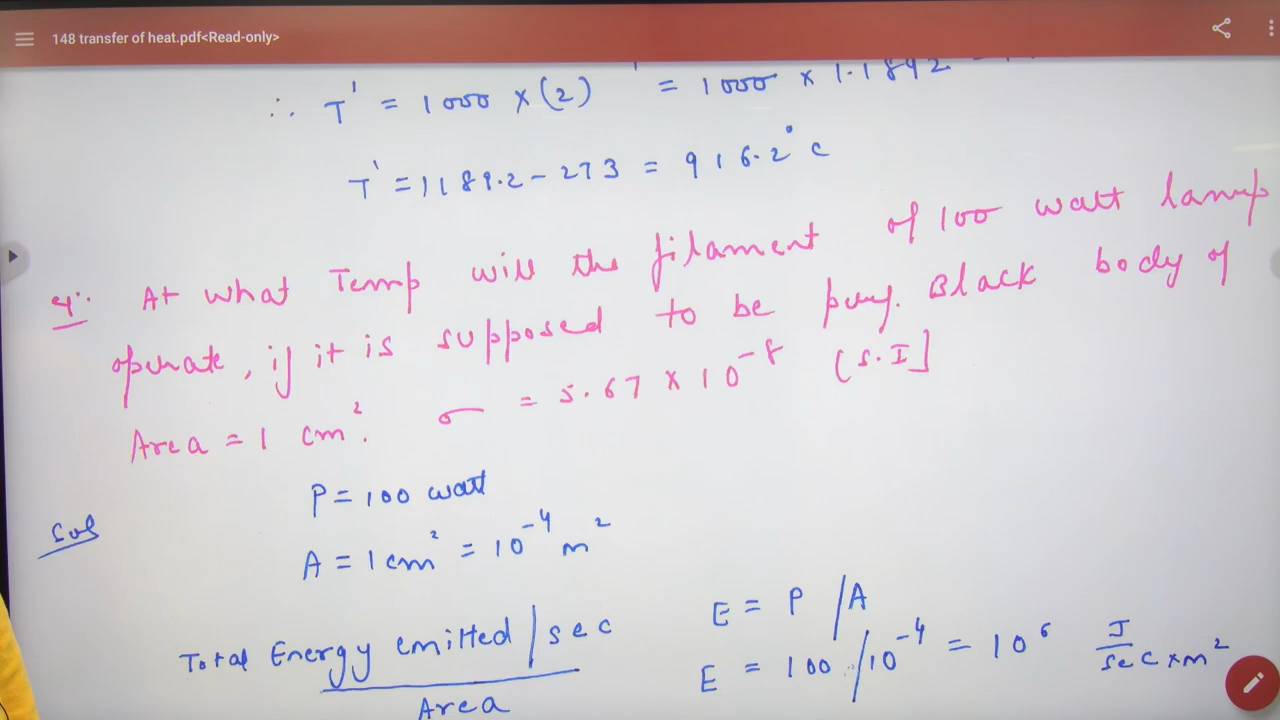 148 transfer of heat.pdf<Read-only>
∴ T' = 1000 × (2) = 1000 × 1.1892
T' = 1189.2 - 273 = 916.2° c
4: At what Temp will the filament of 100 watt lamp
operate, if it is supposed to be Black body of
Area = 1 cm². σ = 5.67 × 10⁻⁸ (S.I]
Sol
P = 100 watt
A = 1 cm² = 10⁻⁴ m²
Total Energy emitted/sec
Area
E = P / A
E = 100 / 10⁻⁴ = 10⁶ J / sec × m²